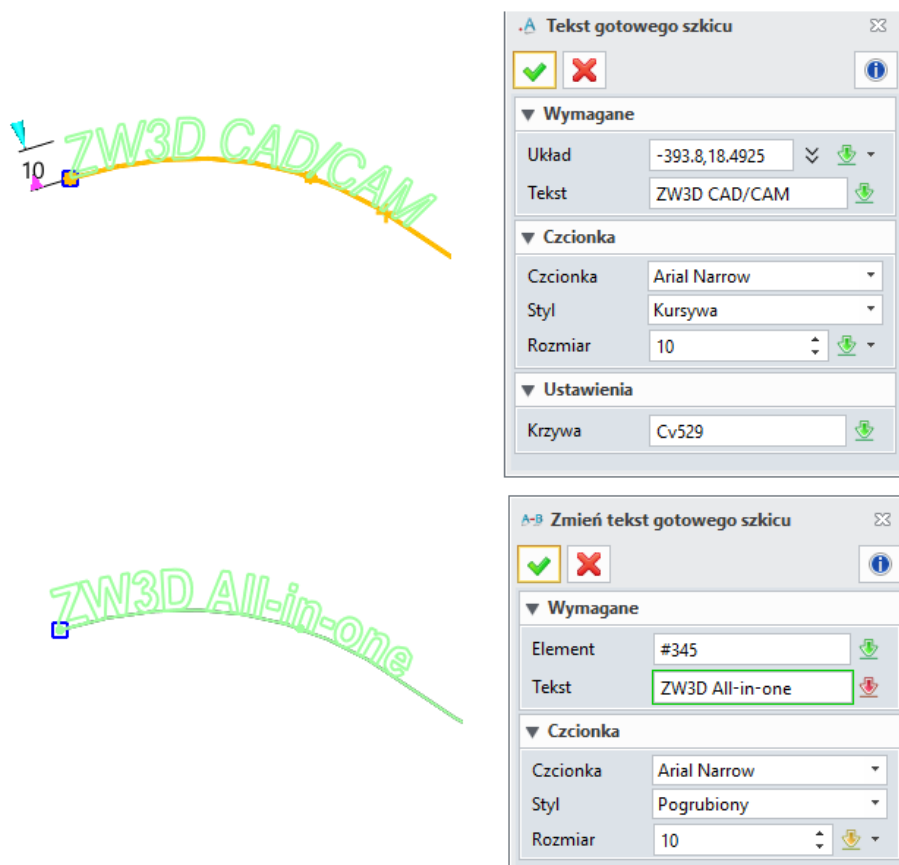 Tekst gotowego szkicu
Wymagane
Układ -393.8,18.4925
Tekst ZW3D CAD/CAM
Czcionka
Czcionka Arial Narrow
Styl Kursywa
Rozmiar 10
Ustawienia
Krzywa Cv529
ZW3D CAD/CAM
10
Zmień tekst gotowego szkicu
Wymagane
Element #345
Tekst ZW3D All-in-one
Czcionka
Czcionka Arial Narrow
Styl Pogrubiony
Rozmiar 10
ZW3D All-in-one